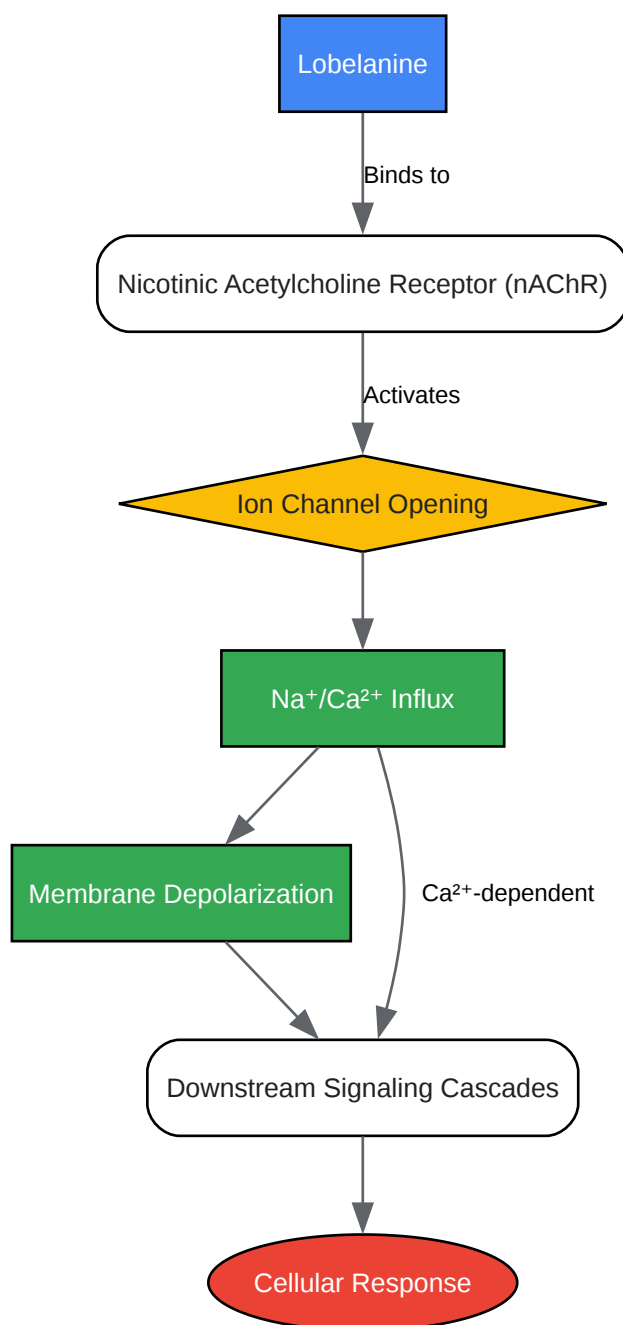 Lobelanine
Binds to
Nicotinic Acetylcholine Receptor (nAChR)
Activates
Ion Channel Opening
Na⁺/Ca²⁺ Influx
Membrane Depolarization
Ca²⁺-dependent
Downstream Signaling Cascades
Cellular Response